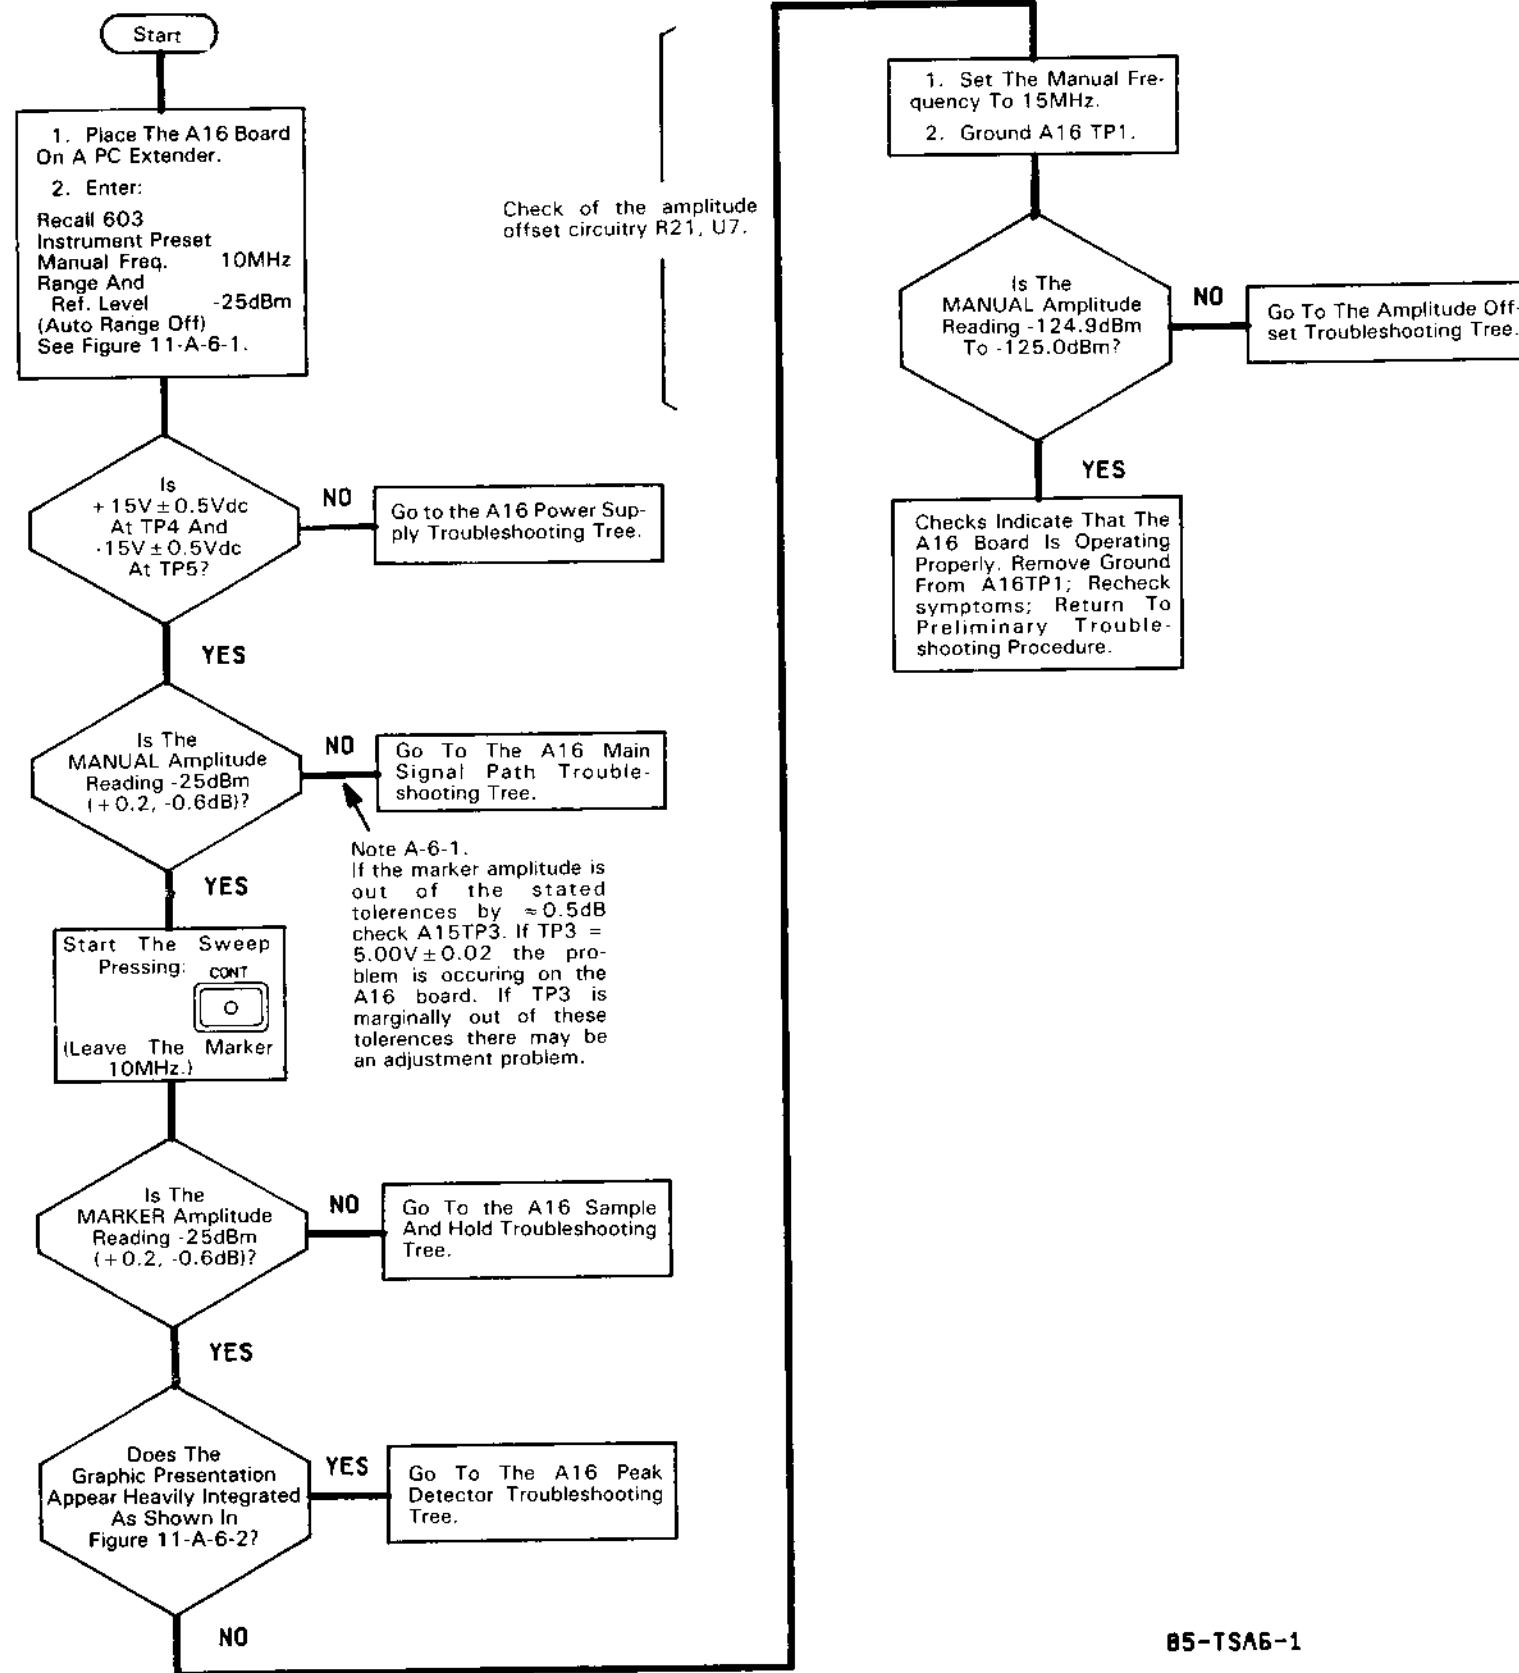 Start
1. Place The A16 Board
On A PC Extender.
2. Enter:
Recall 603
Instrument Preset
Manual Freq. 10MHz
Range And
Ref. Level -25dBm
(Auto Range Off)
See Figure 11-A-6-1.
Is
+15V±0.5Vdc
At TP4 And
-15V±0.5Vdc
At TP5?
NO
Go to the A16 Power Sup-
ply Troubleshooting Tree.
YES
Is The
MANUAL Amplitude
Reading -25dBm
(+0.2, -0.6dB)?
NO
Go To The A16 Main
Signal Path Trouble-
shooting Tree.
Note A-6-1.
If the marker amplitude is
out of the stated
tolerences by ≈0.5dB
check A15TP3. If TP3 =
5.00V±0.02 the pro-
blem is occuring on the
A16 board. If TP3 is
marginally out of these
tolerences there may be
an adjustment problem.
YES
Start The Sweep
Pressing:
CONT
(Leave The Marker
10MHz.)
Is The
MARKER Amplitude
Reading -25dBm
(+0.2, -0.6dB)?
NO
Go To the A16 Sample
And Hold Troubleshooting
Tree.
YES
Does The
Graphic Presentation
Appear Heavily Integrated
As Shown In
Figure 11-A-6-2?
YES
Go To The A16 Peak
Detector Troubleshooting
Tree.
NO
Check of the amplitude
offset circuitry R21, U7.
1. Set The Manual Fre-
quency To 15MHz.
2. Ground A16 TP1.
Is The
MANUAL Amplitude
Reading -124.9dBm
To -125.0dBm?
NO
Go To The Amplitude Off-
set Troubleshooting Tree.
YES
Checks Indicate That The
A16 Board Is Operating
Properly. Remove Ground
From A16TP1; Recheck
symptoms; Return To
Preliminary Trouble-
shooting Procedure.
85-TSA6-1